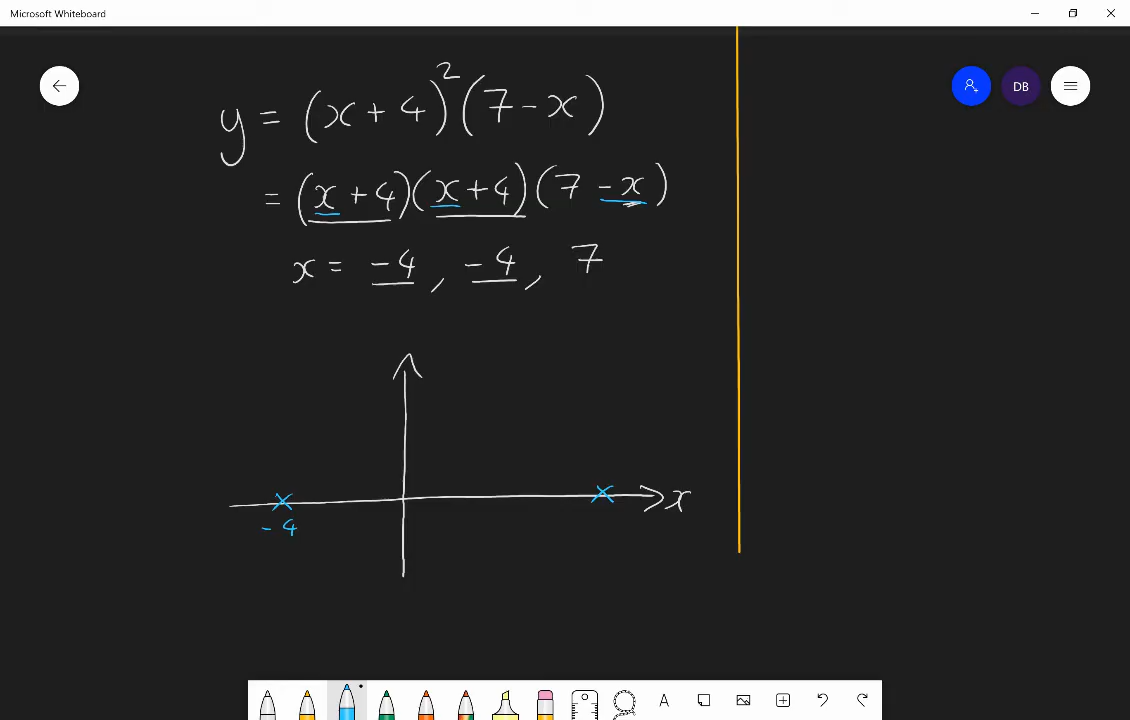 Microsoft Whiteboard
DB
y = (x + 4)²(7 - x)
= (x + 4)(x + 4)(7 - x)
x = -4, -4, 7
x
-4
A